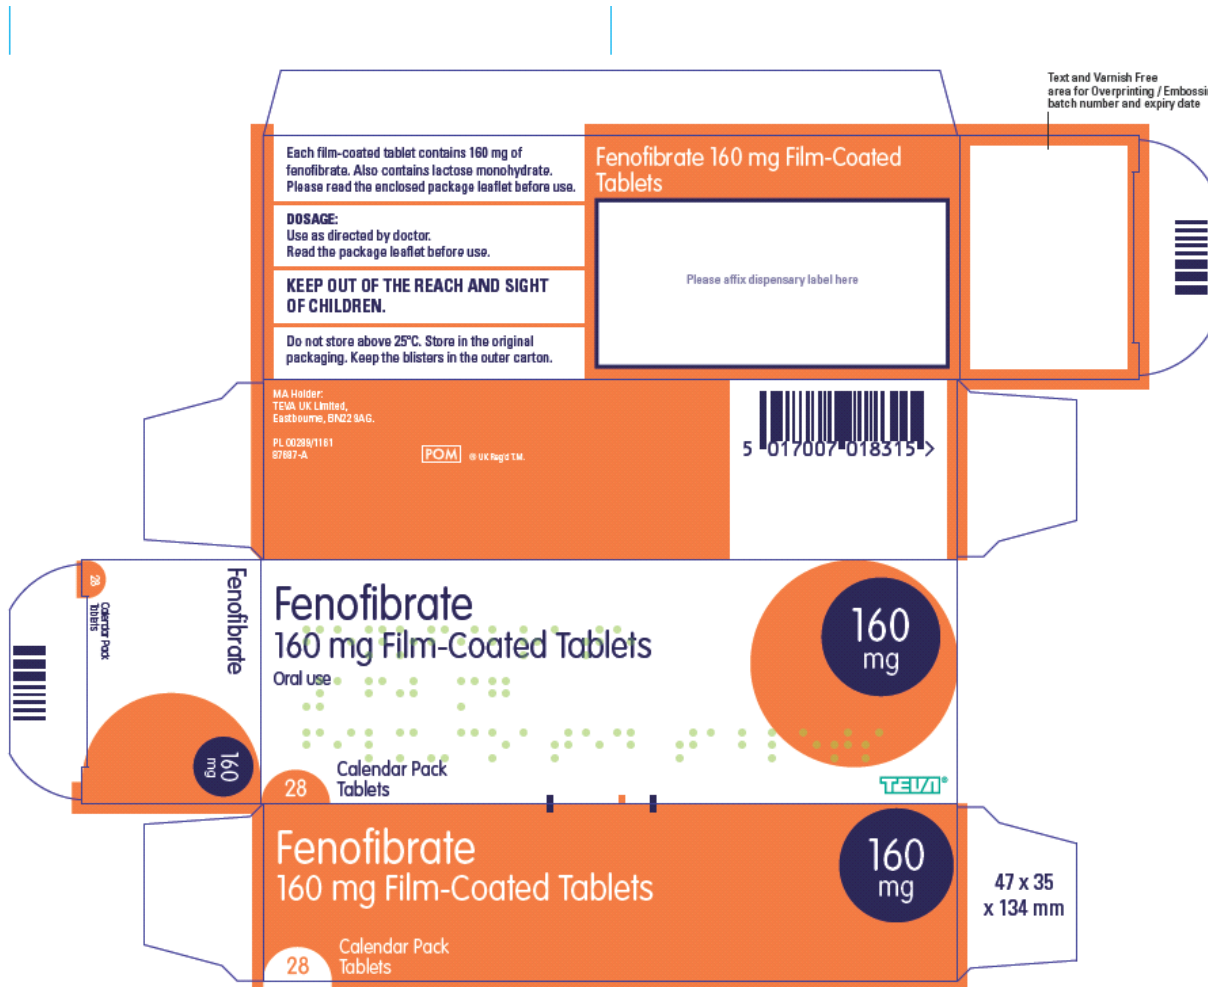 Text and Varnish Free
area for Overprinting / Embossi
batch number and expiry date
Each film-coated tablet contains 160 mg of
fenofibrate. Also contains lactose monohydrate.
Please read the enclosed package leaflet before use.
DOSAGE:
Use as directed by doctor.
Read the package leaflet before use.
KEEP OUT OF THE REACH AND SIGHT
OF CHILDREN.
Do not store above 25°C. Store in the original
packaging. Keep the blisters in the outer carton.
Fenofibrate 160 mg Film-Coated
Tablets
Please affix dispensary label here
MA Holder:
TEVA UK Limited,
Eastbourne, BN22 9AG.
PL 00289/1161
87687-A
POM
® UK Reg'd T.M.
5 017007 018315 >
28
Calendar Pack
Tablets
Fenofibrate
160
mg
Fenofibrate
160 mg Film-Coated Tablets
Oral use
160
mg
28
Calendar Pack
Tablets
TEVA®
Fenofibrate
160 mg Film-Coated Tablets
160
mg
28
Calendar Pack
Tablets
47 x 35
x 134 mm